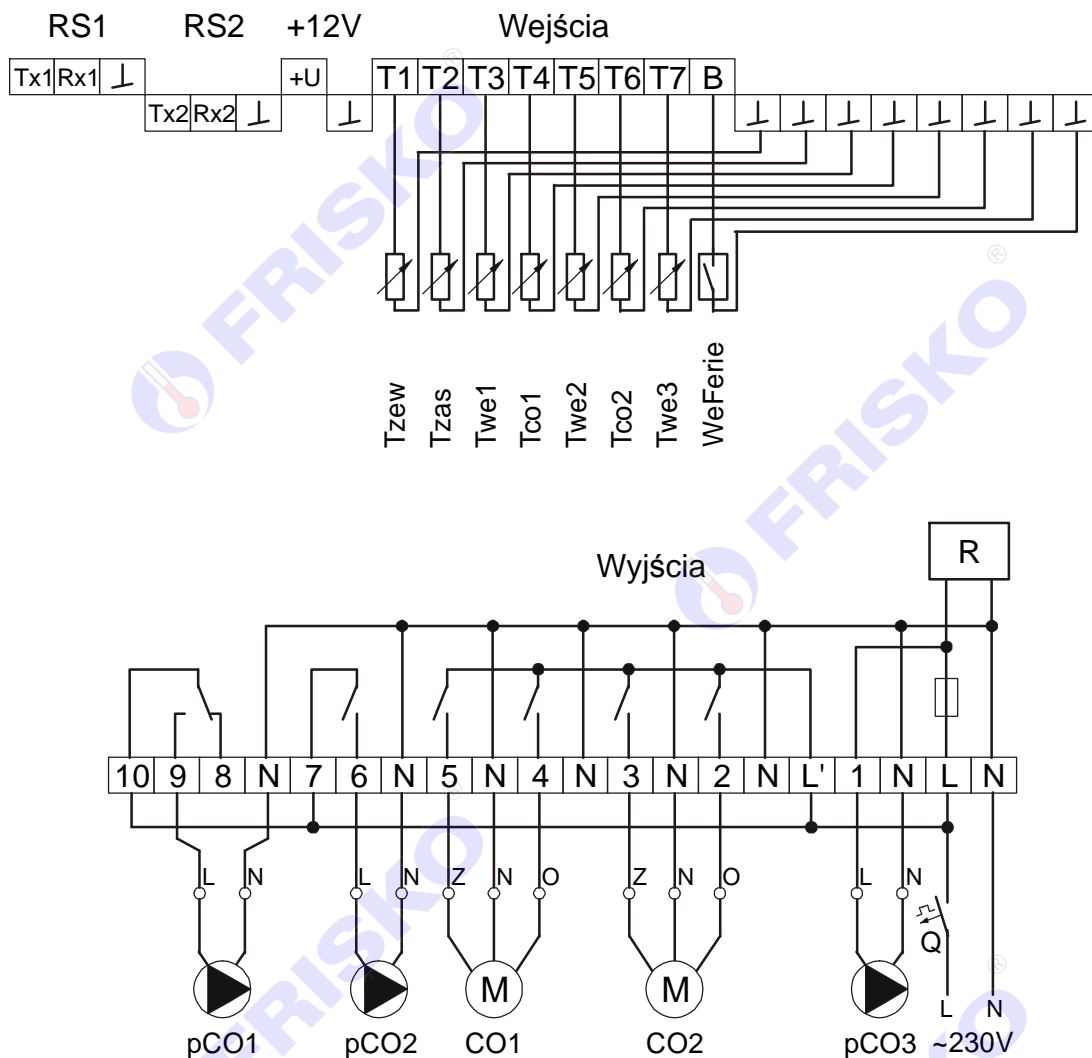 RS1 RS2 +12V Wejścia
Tx1 Rx1 ⊥ +U T1 T2 T3 T4 T5 T6 T7 B
Tx2 Rx2 ⊥ ⊥ ⊥ ⊥ ⊥ ⊥ ⊥ ⊥ ⊥ ⊥
Tzew Tzas Twe1 Tco1 Twe2 Tco2 Twe3 WeFerie
FRISKO ®
FRISKO ®
R
Wyjścia
10 9 8 N 7 6 N 5 N 4 N 3 N 2 N L' 1 N L N
L N L N Z N O Z N O L N
Q
M M
L N
pCO1 pCO2 CO1 CO2 pCO3 ~230V
FRISKO ®
FRISKO ®